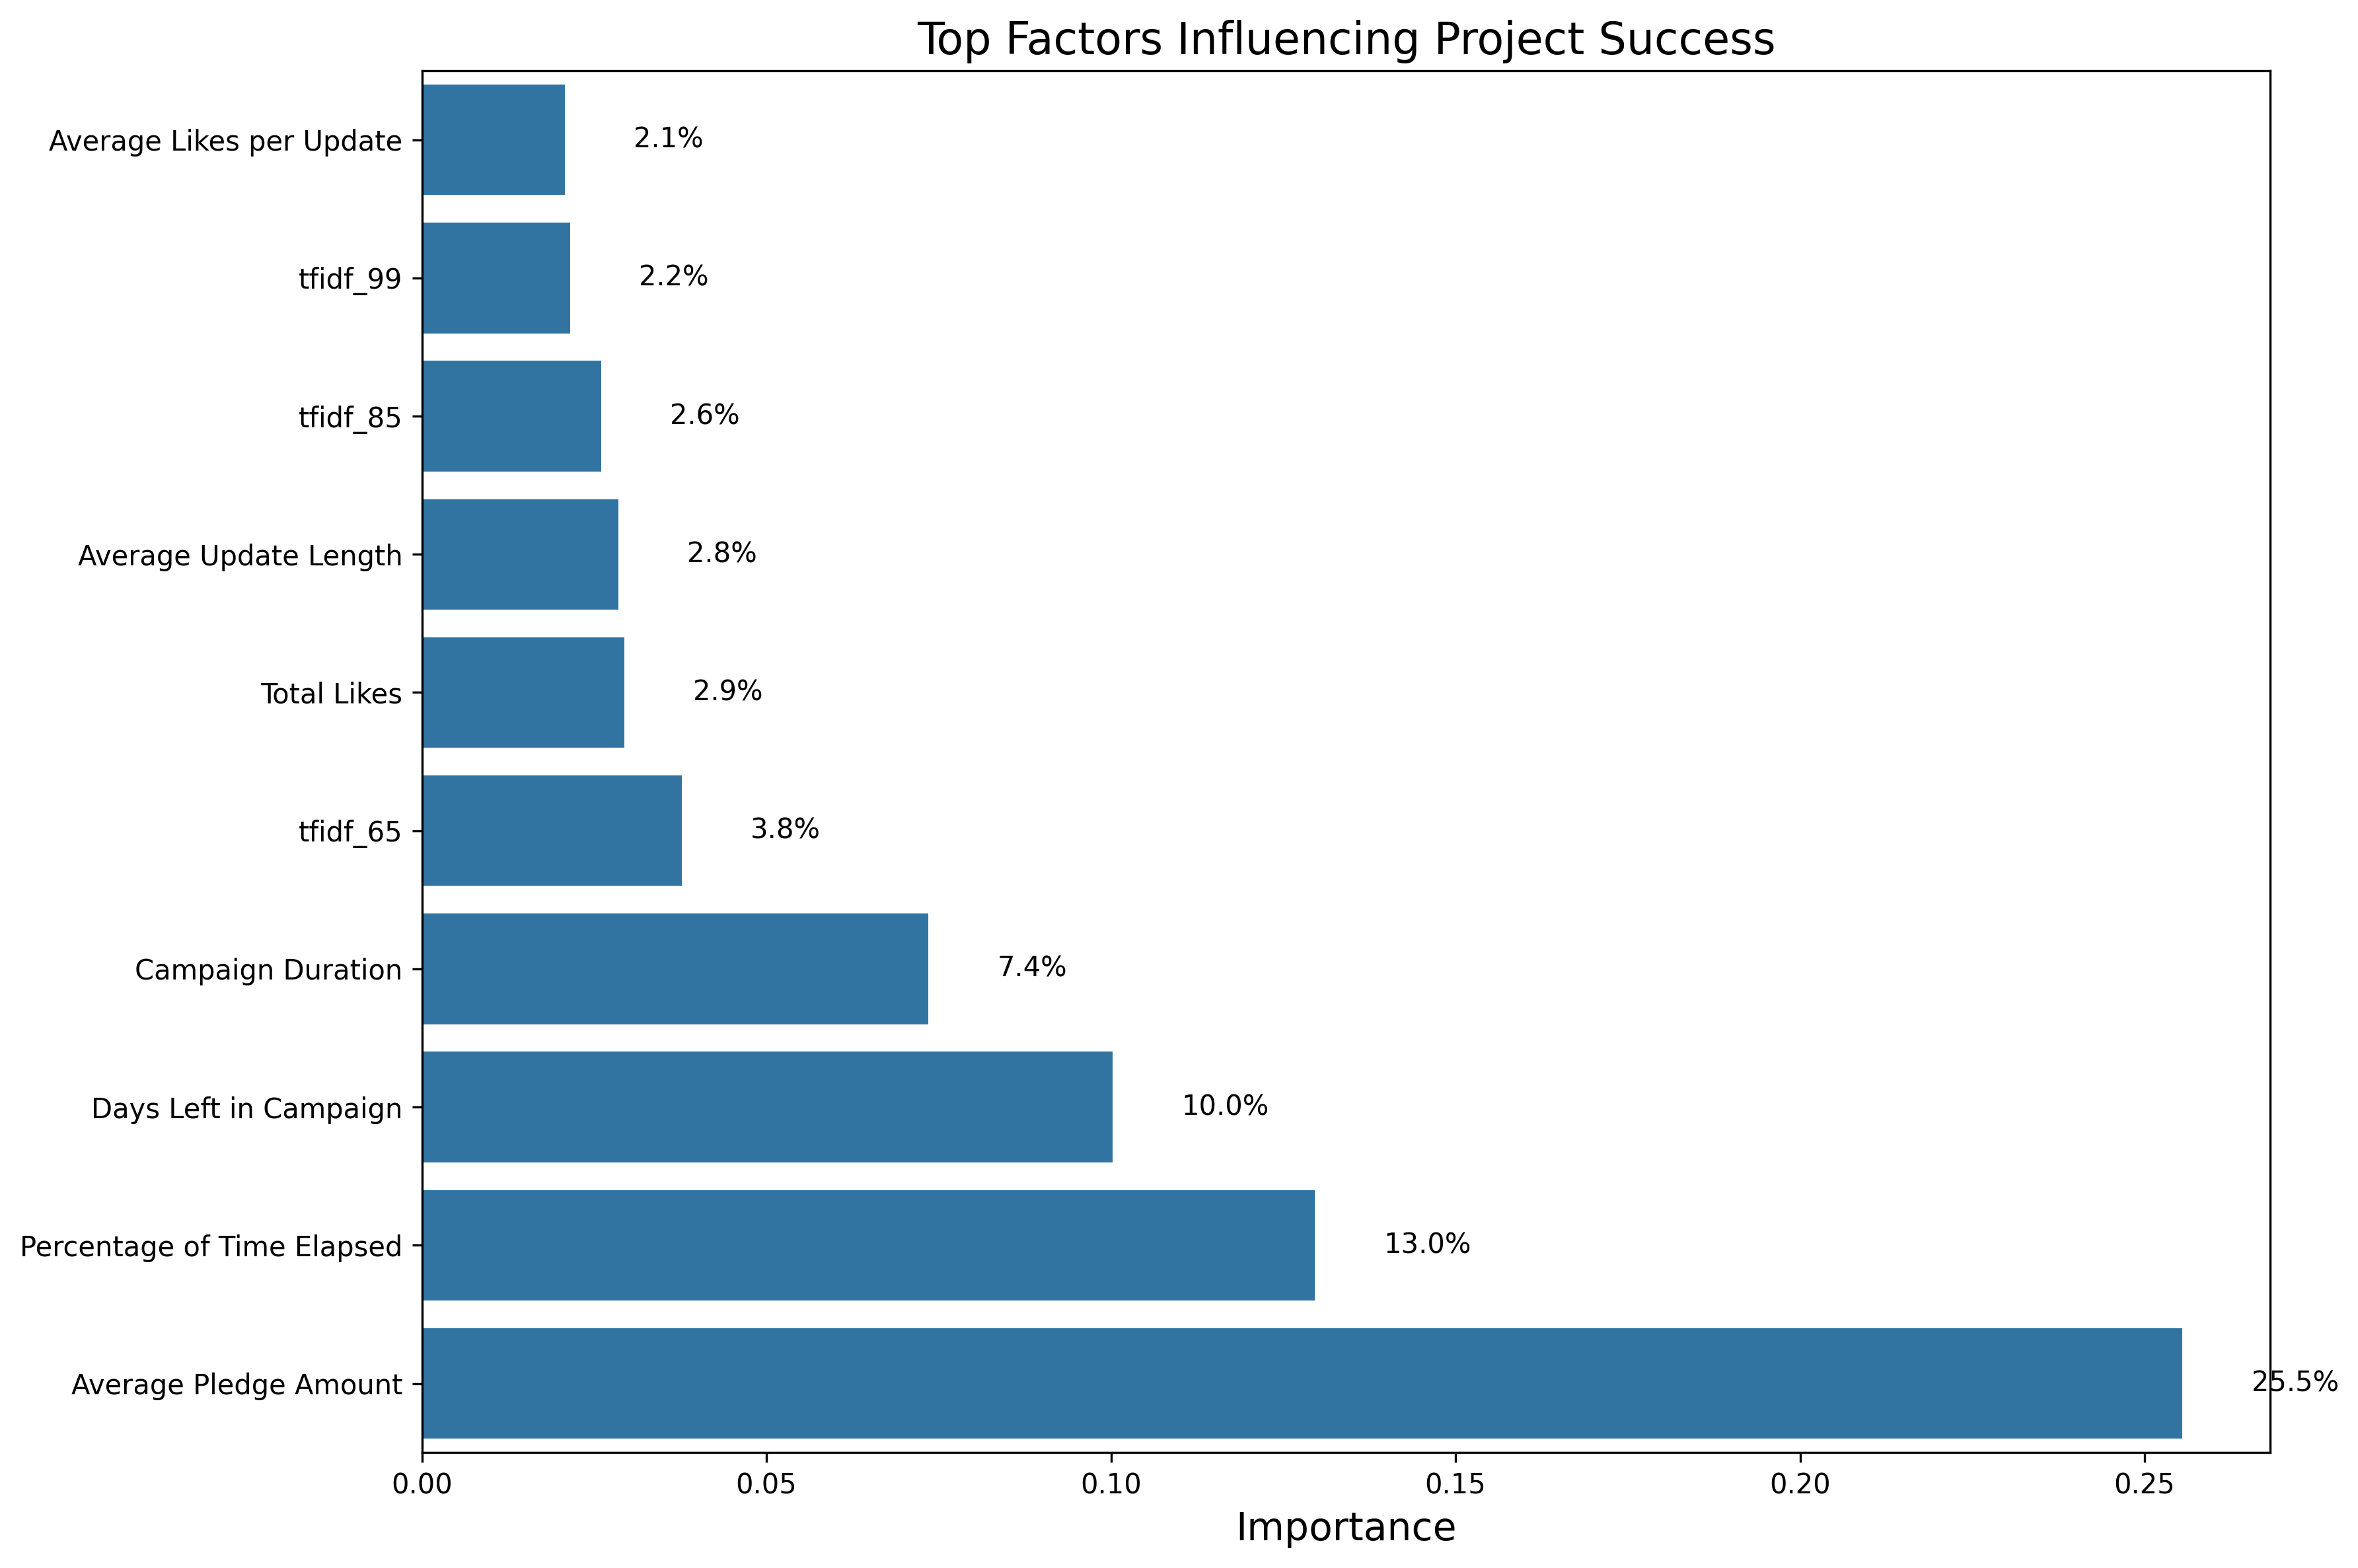 Top Factors Influencing Project Success
Average Likes per Update
2.1%
tfidf_99
2.2%
tfidf_85
2.6%
Average Update Length
2.8%
Total Likes
2.9%
tfidf_65
3.8%
Campaign Duration
7.4%
Days Left in Campaign
10.0%
Percentage of Time Elapsed
13.0%
Average Pledge Amount
25.5%
0.00 0.05 0.10 0.15 0.20 0.25
Importance